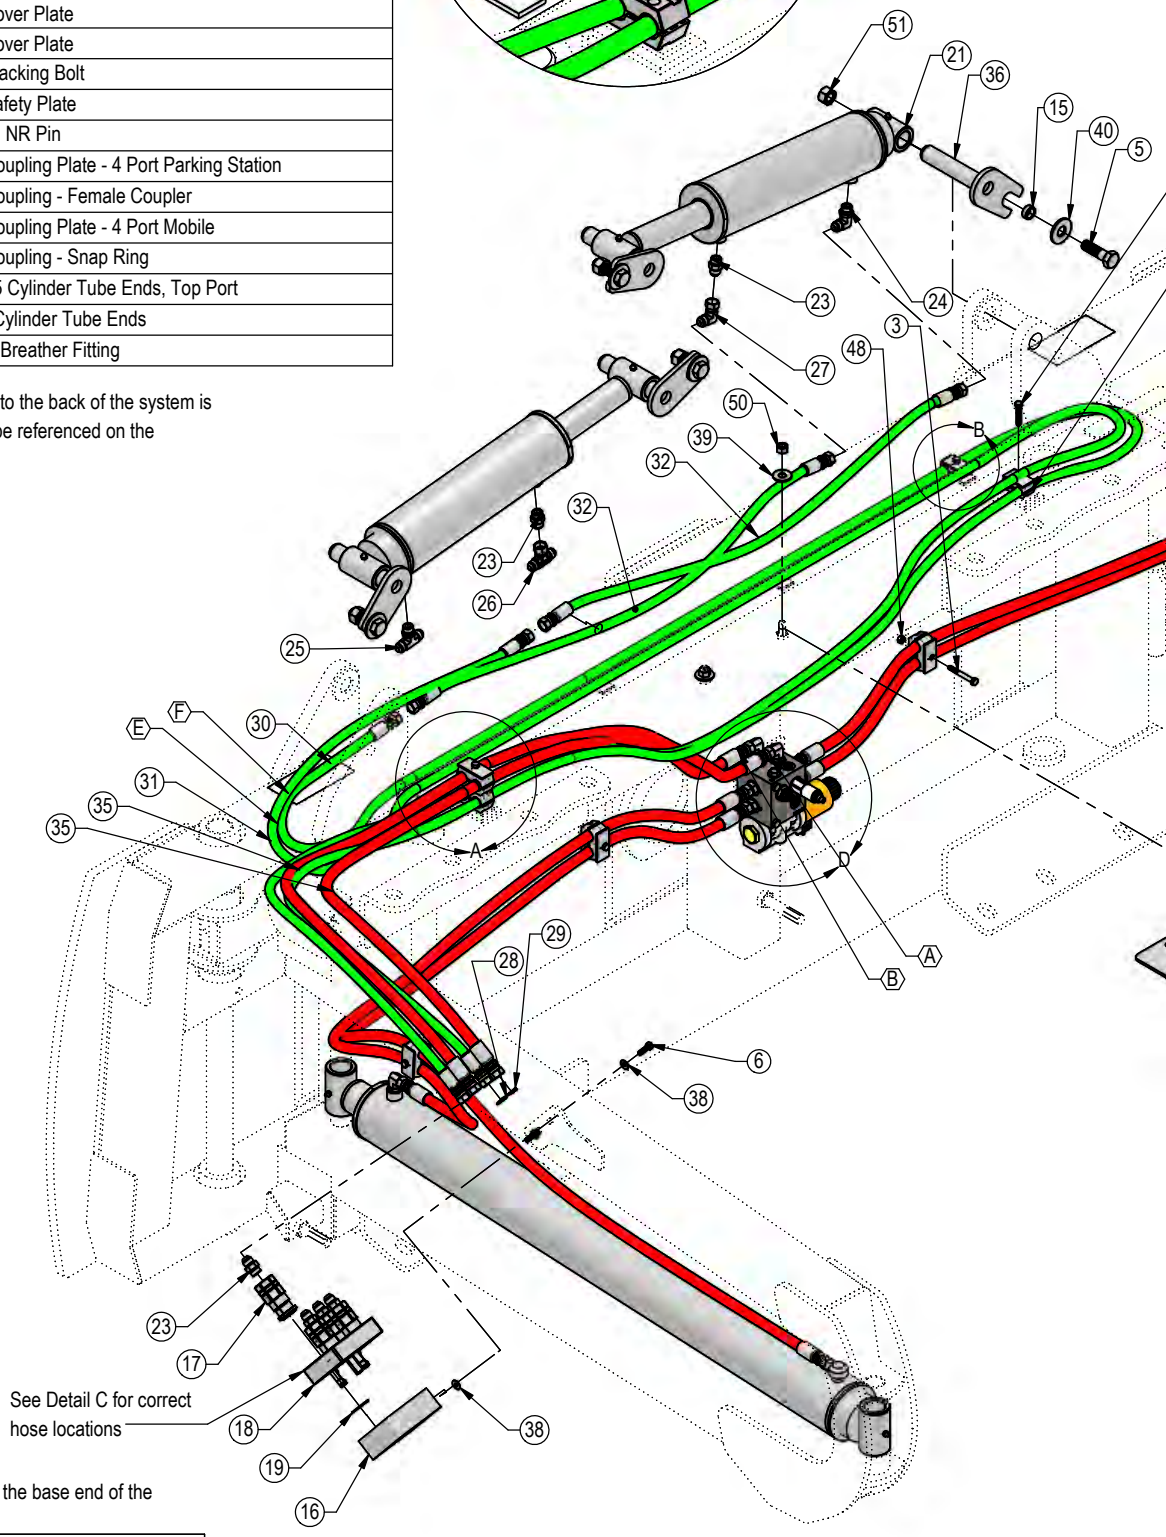 over Plate
over Plate
acking Bolt
afety Plate
NR Pin
oupling Plate - 4 Port Parking Station
oupling - Female Coupler
oupling Plate - 4 Port Mobile
oupling - Snap Ring
5 Cylinder Tube Ends, Top Port
Cylinder Tube Ends
Breather Fitting
to the back of the system is
be referenced on the
51
21
36
15
40
5
23
24
27
3
48
50
39
32
32
B
23
26
25
F
E
30
31
35
35
A
D
A
B
29
28
6
38
23
17
See Detail C for correct
hose locations
18
38
19
16
the base end of the